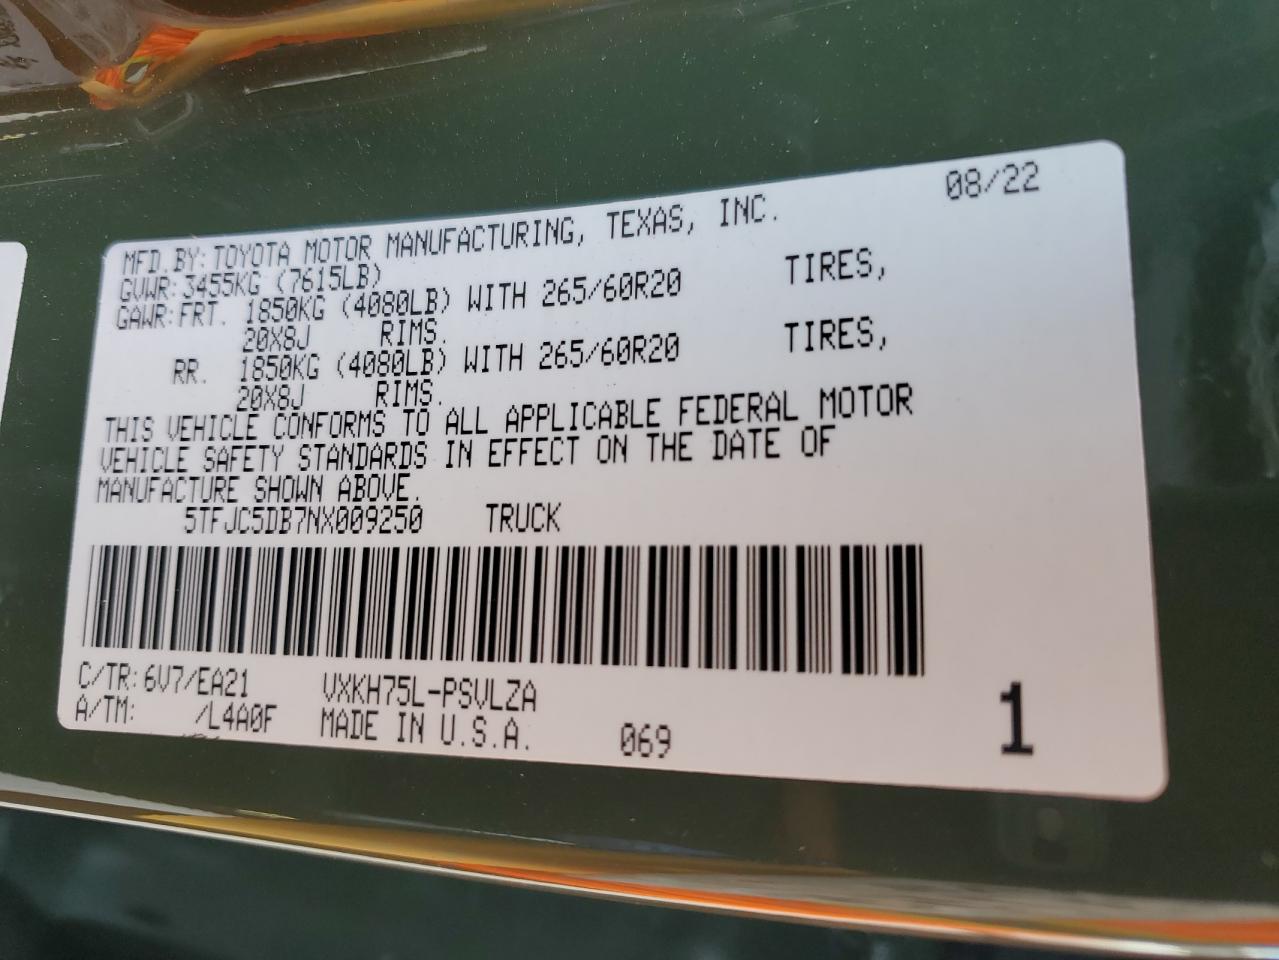 08/22
MFD.BY: TOYOTA MOTOR MANUFACTURING, TEXAS, INC.
GVWR: 3455KG (7615LB)
GAWR: FRT. 1850KG (4080LB) WITH 265/60R20 TIRES,
20X8J RIMS.
RR. 1850KG (4080LB) WITH 265/60R20 TIRES,
20X8J RIMS.
THIS VEHICLE CONFORMS TO ALL APPLICABLE FEDERAL MOTOR
VEHICLE SAFETY STANDARDS IN EFFECT ON THE DATE OF
MANUFACTURE SHOWN ABOVE.
5TFJC5DB7NX009250 TRUCK
C/TR: 6V7/EA21 VXKH75L-PSVLZA
A/TM: /L4A0F MADE IN U.S.A. 069
1